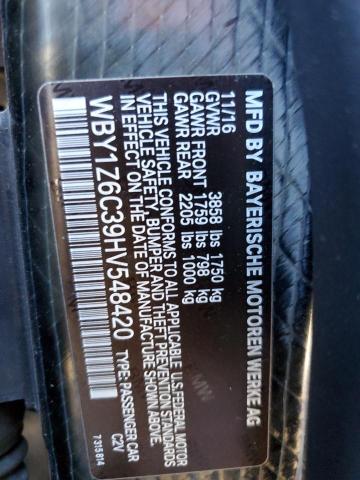 MFD BY BAYERISCHE MOTOREN WERKE AG
11/16
GVWR 3858 lbs 1750 kg
GAWR FRONT 1759 lbs 798 kg
GAWR REAR 2205 lbs 1000 kg
THIS VEHICLE CONFORMS TO ALL APPLICABLE U.S. FEDERAL MOTOR
VEHICLE SAFETY, BUMPER AND THEFT PREVENTION STANDARDS
IN EFFECT ON THE DATE OF MANUFACTURE SHOWN ABOVE.
WBY1Z6C39HV548420 TYPE: PASSENGER CAR
C2V
7315814
BMW